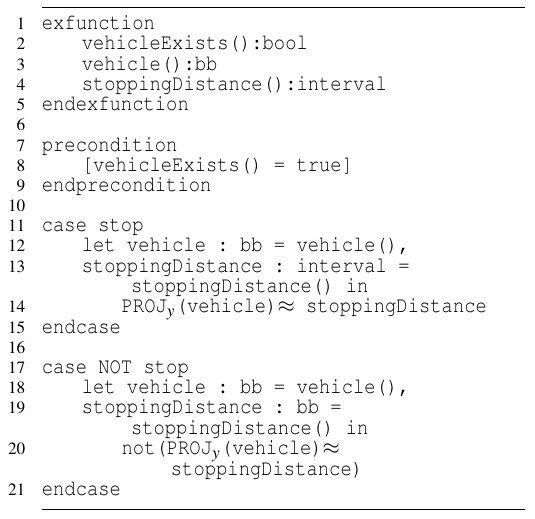 1 exfunction
2 vehicleExists():bool
3 vehicle():bb
4 stoppingDistance():interval
5 endexfunction
6
7 precondition
8 [vehicleExists() = true]
9 endprecondition
10
11 case stop
12 let vehicle : bb = vehicle(),
13 stoppingDistance : interval =
stoppingDistance() in
14 PROJy(vehicle)≈ stoppingDistance
15 endcase
16
17 case NOT stop
18 let vehicle : bb = vehicle(),
19 stoppingDistance : bb =
stoppingDistance() in
20 not(PROJy(vehicle)≈
stoppingDistance)
21 endcase